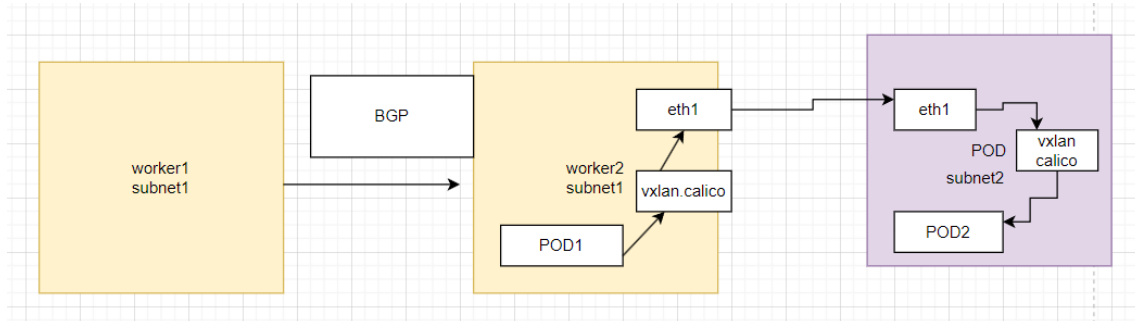 worker1
subnet1
BGP
worker2
subnet1
eth1
vxlan.calico
POD1
eth1
POD
subnet2
vxlan
calico
POD2